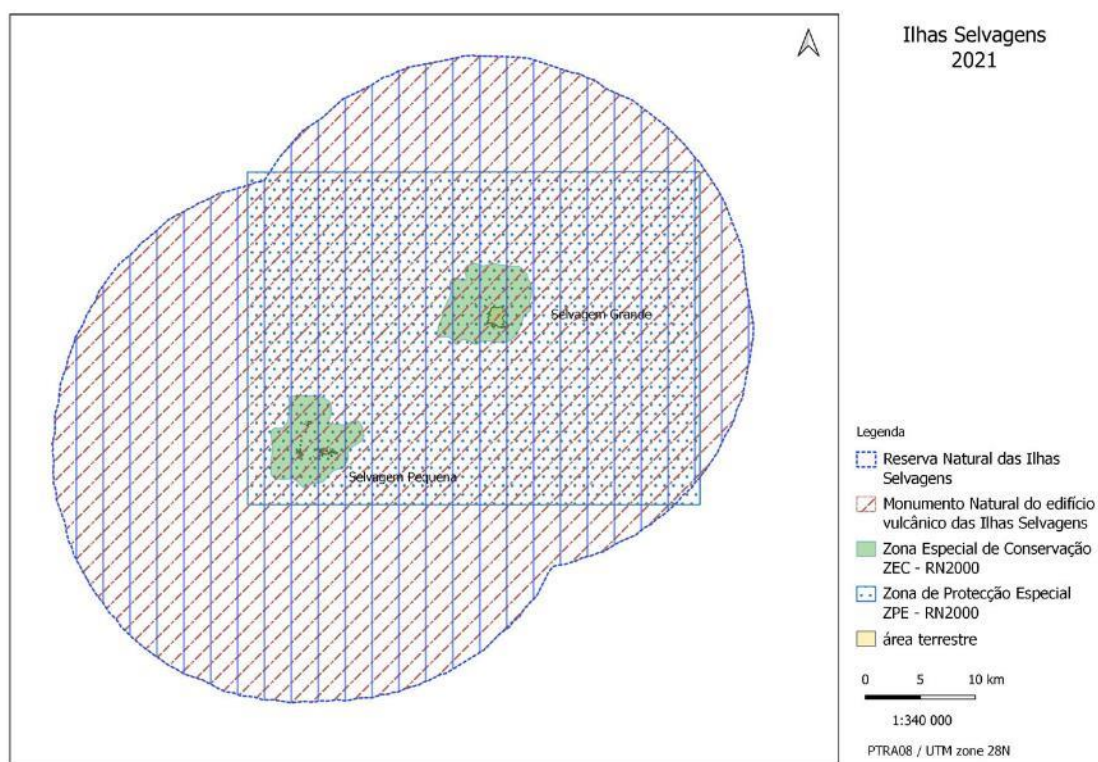 Ilhas Selvagens
2021
Selvagem Grande
Selvagem Pequena
Legenda
Reserva Natural das Ilhas
Selvagens
Monumento Natural do edifício
vulcânico das Ilhas Selvagens
Zona Especial de Conservação
ZEC - RN2000
Zona de Protecção Especial
ZPE - RN2000
área terrestre
0 5 10 km
1:340 000
PTRA08 / UTM zone 28N